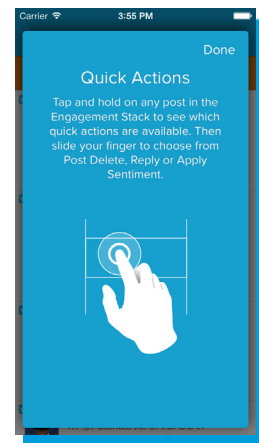 Carrier 3:55 PM
Done
Quick Actions
Tap and hold on any post in the
Engagement Stack to see which
quick actions are available. Then
slide your finger to choose from
Post Delete, Reply or Apply
Sentiment.